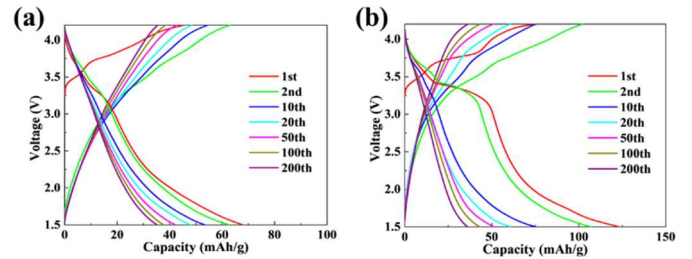 (a)
4.0
3.5
3.0
2.5
2.0
1.5
Voltage (V)
1st
2nd
10th
20th
50th
100th
200th
0 20 40 60 80 100
Capacity (mAh/g)
(b)
4.0
3.5
3.0
2.5
2.0
1.5
Voltage (V)
1st
2nd
10th
20th
50th
100th
200th
0 50 100 150
Capacity (mAh/g)